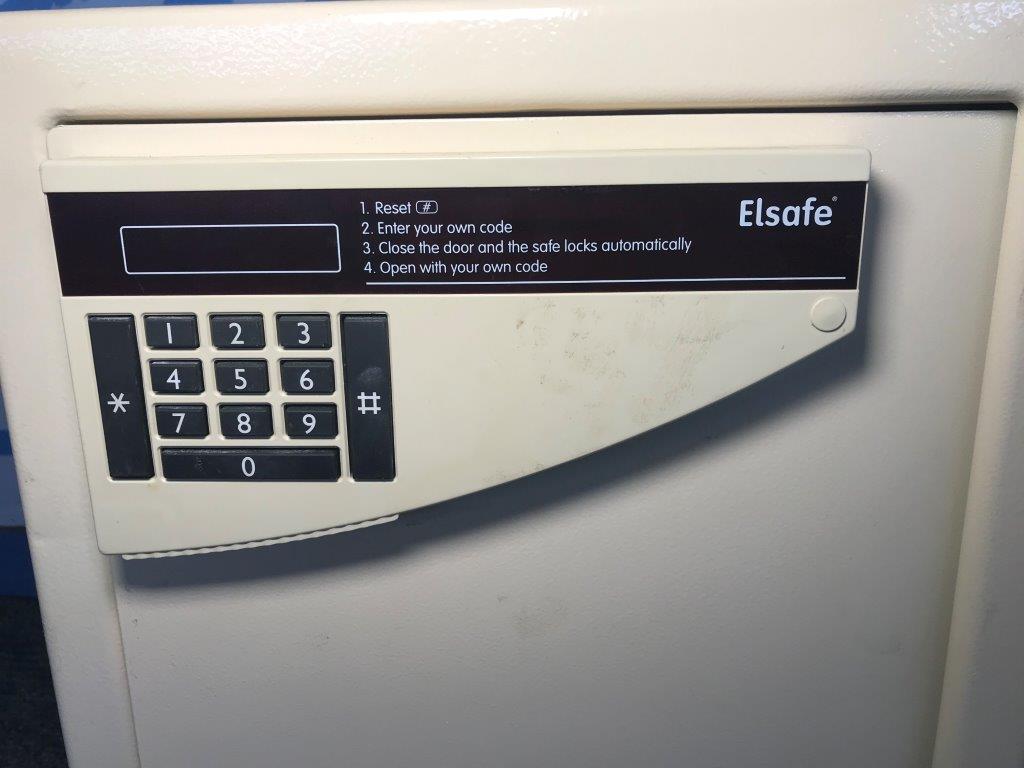 1. Reset #
2. Enter your own code
3. Close the door and the safe locks automatically
4. Open with your own code
Elsafe®
1 2 3
4 5 6
* 7 8 9 #
0